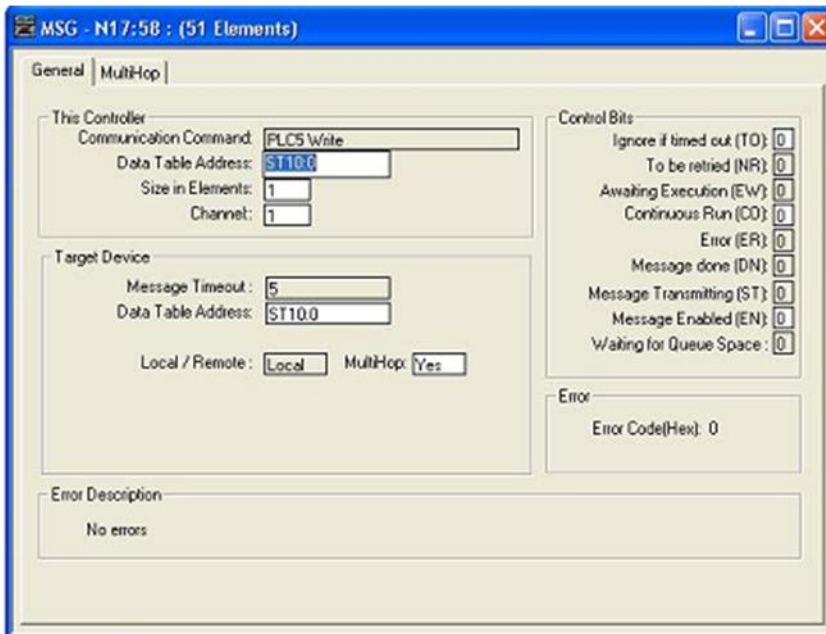 MSG - N17:58 : (51 Elements)
General
MultiHop
This Controller
Communication Command: PLC5 Write
Data Table Address: ST10:0
Size in Elements: 1
Channel: 1
Target Device
Message Timeout : 5
Data Table Address: ST10:0
Local / Remote : Local MultiHop: Yes
Control Bits
Ignore if timed out (TO): 0
To be retried (NR): 0
Awaiting Execution (EW): 0
Continuous Run (CO): 0
Error (ER): 0
Message done (DN): 0
Message Transmitting (ST): 0
Message Enabled (EN): 0
Waiting for Queue Space : 0
Error
Error Code(Hex): 0
Error Description
No errors